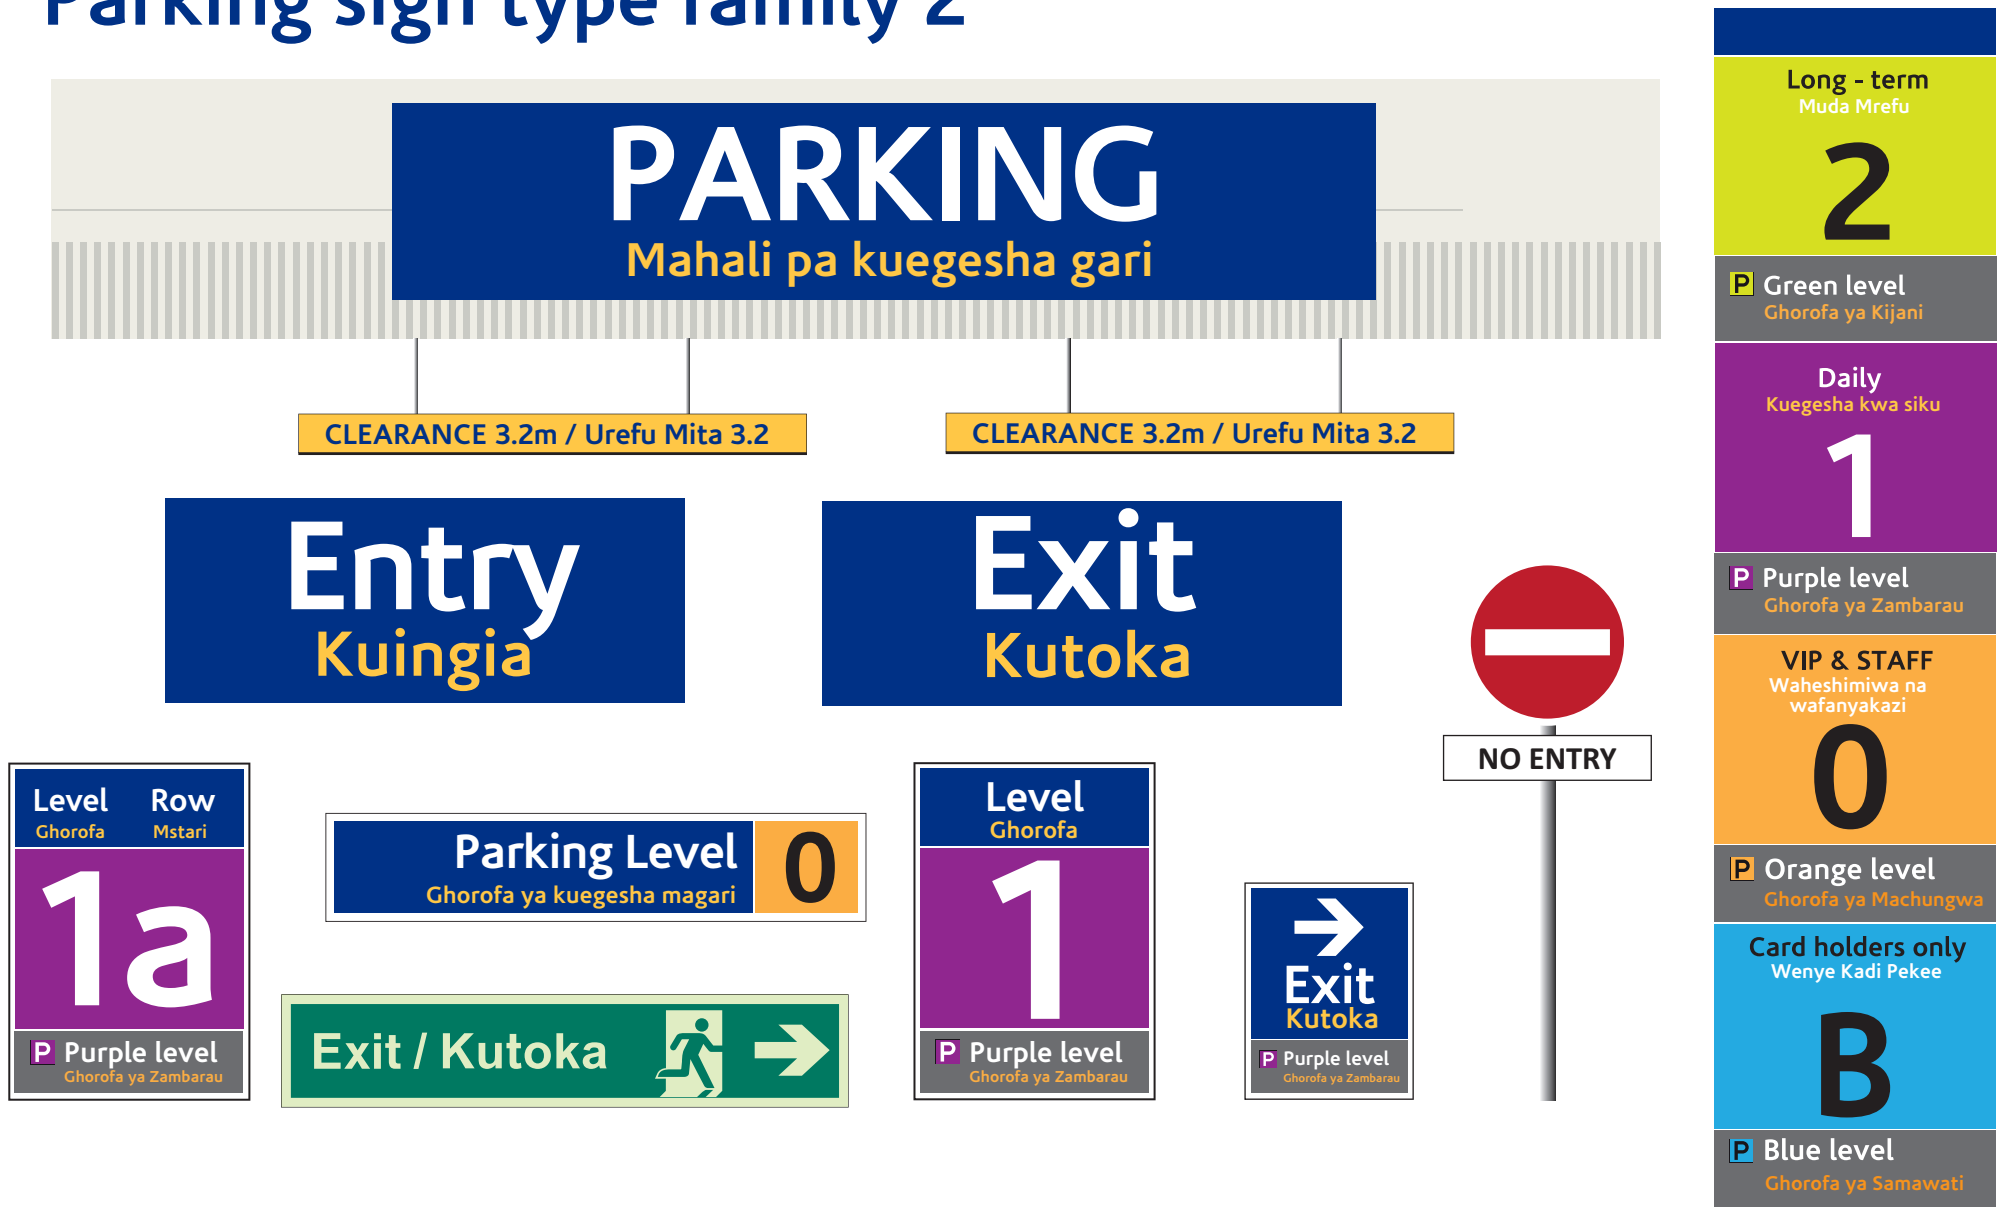 Parking sign type family 2
PARKING
Mahali pa kuegesha gari
CLEARANCE 3.2m / Urefu Mita 3.2
CLEARANCE 3.2m / Urefu Mita 3.2
Entry
Kuingia
Exit
Kutoka
NO ENTRY
Level Row
Ghorofa Mstari
1a
P Purple level
Ghorofa ya Zambarau
Parking Level 0
Ghorofa ya kuegesha magari
Exit / Kutoka
Level
Ghorofa
1
P Purple level
Ghorofa ya Zambarau
Exit
Kutoka
P Purple level
Ghorofa ya Zambarau
Long - term
Muda Mrefu
2
P Green level
Ghorofa ya Kijani
Daily
Kuegesha kwa siku
1
P Purple level
Ghorofa ya Zambarau
VIP & STAFF
Waheshimiwa na
wafanyakazi
0
P Orange level
Ghorofa ya Machungwa
Card holders only
Wenye Kadi Pekee
B
P Blue level
Ghorofa ya Samawati